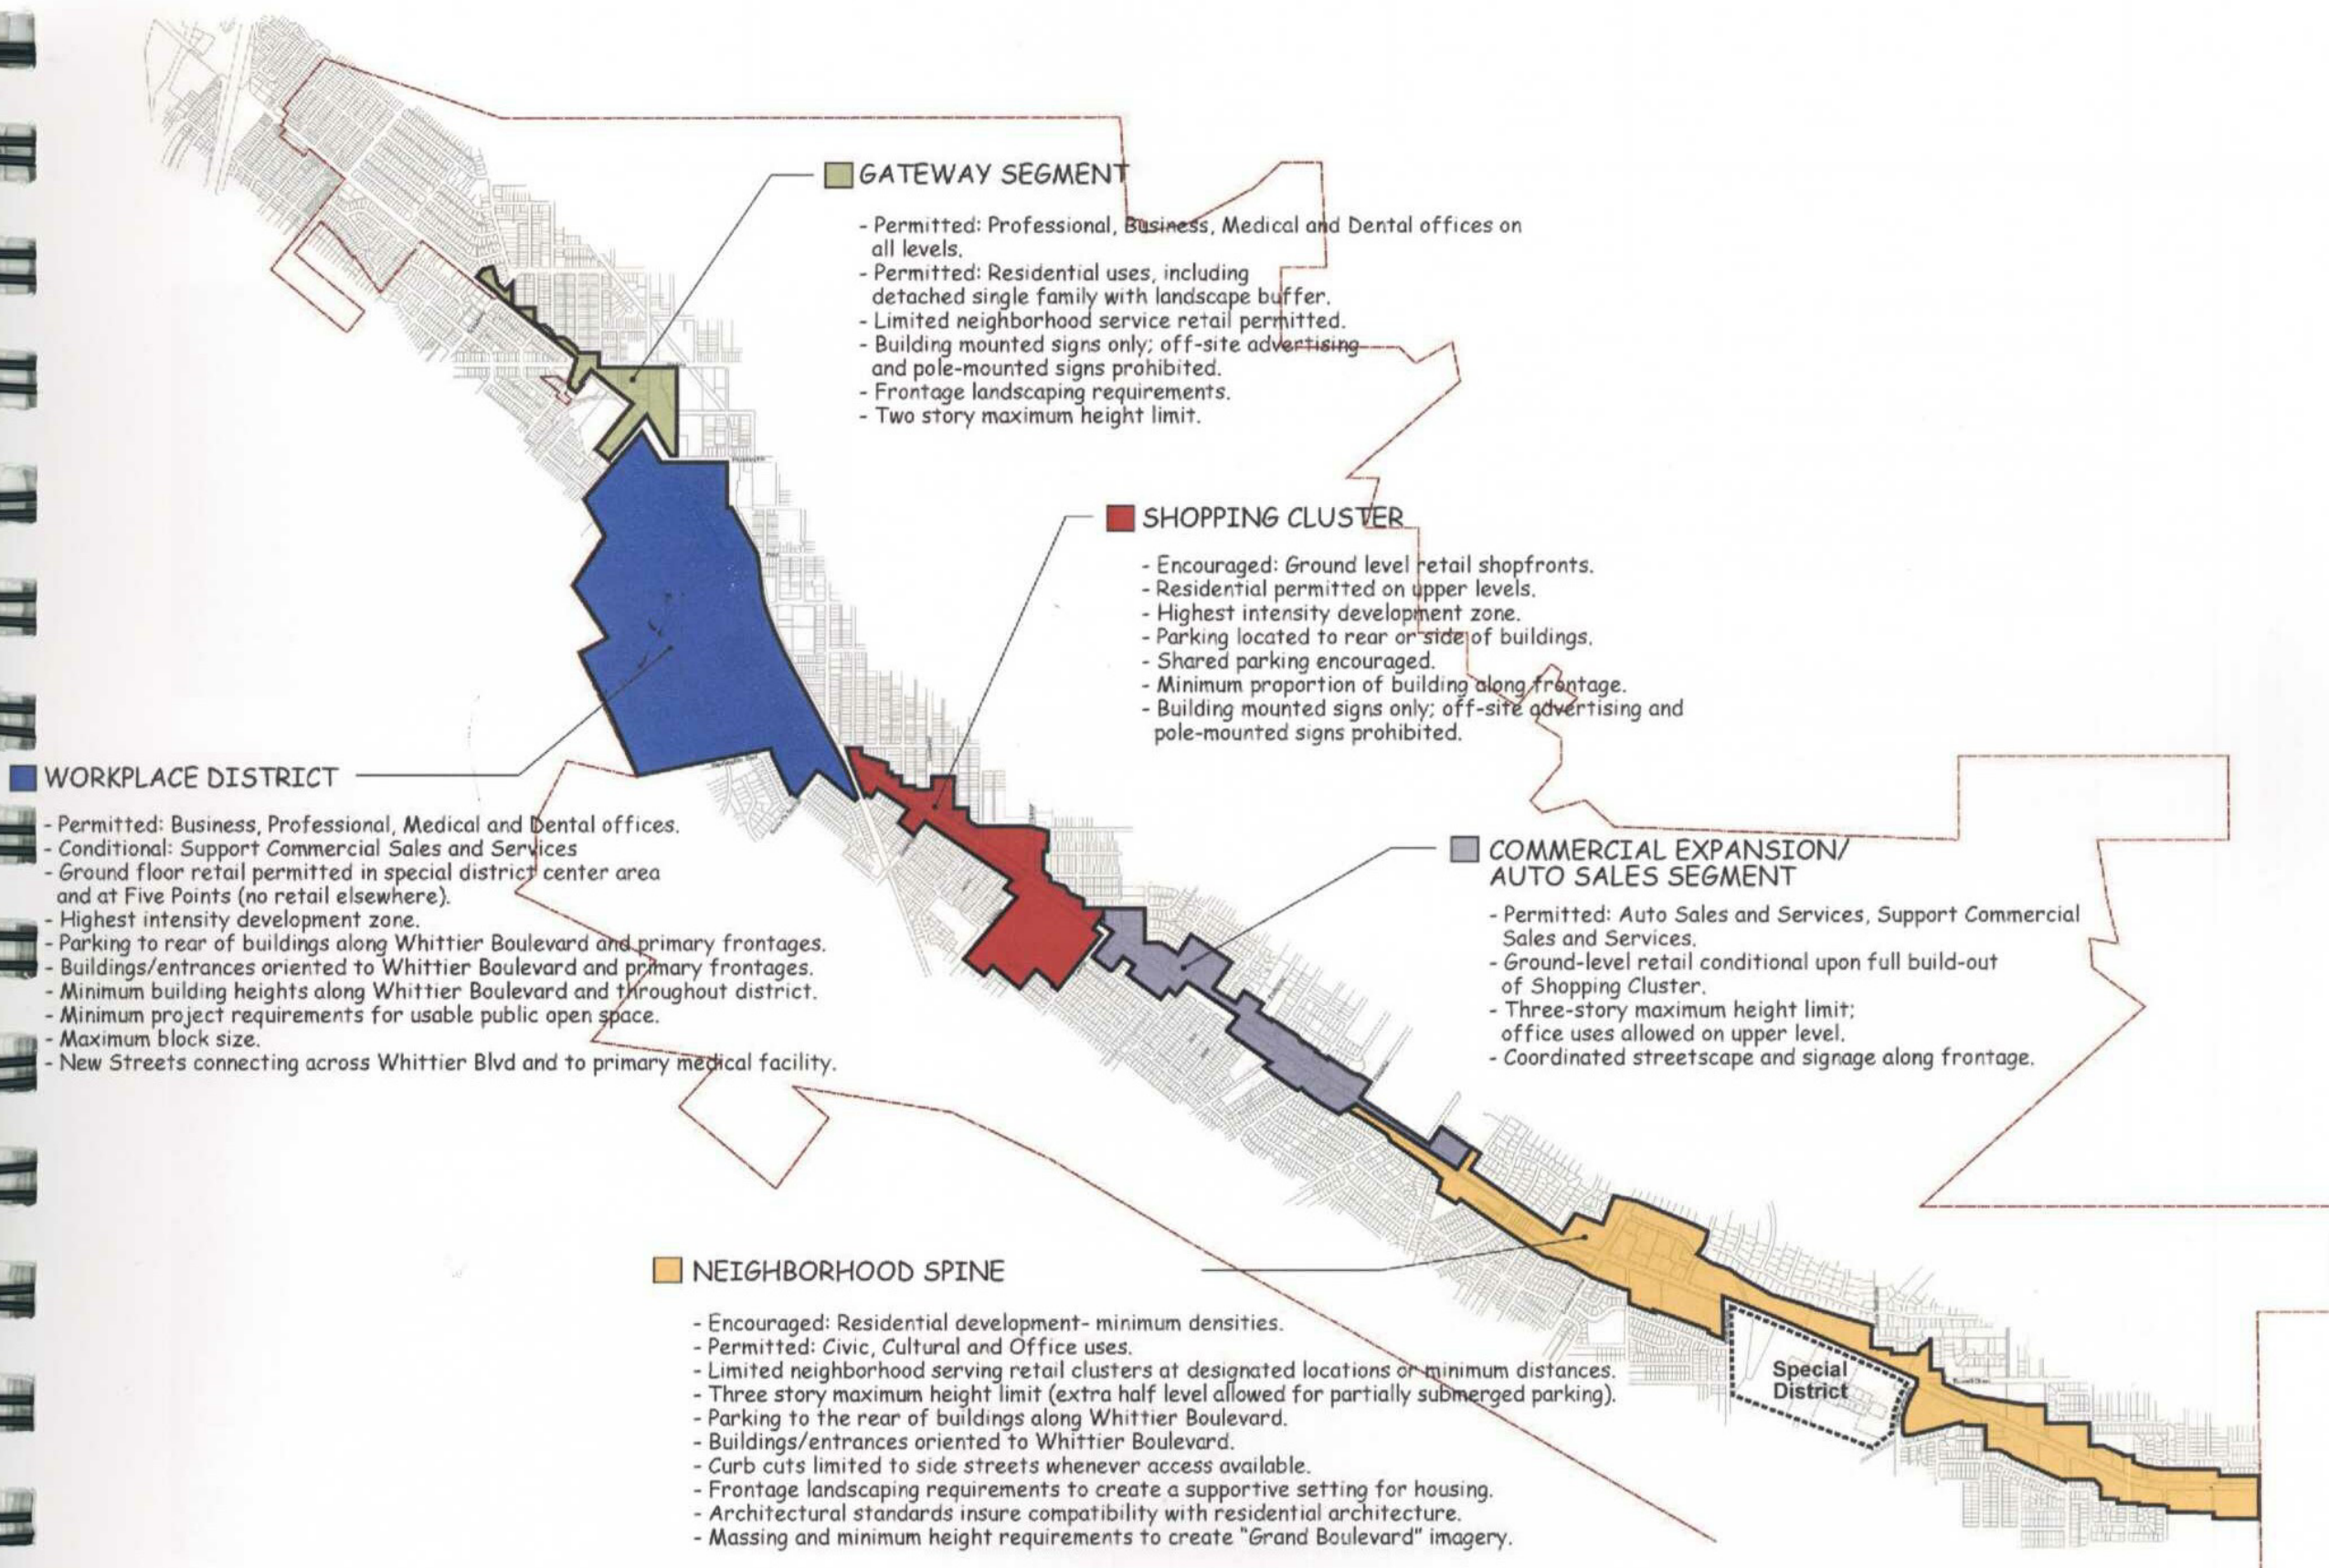 GATEWAY SEGMENT
- Permitted: Professional, Business, Medical and Dental offices on
all levels.
- Permitted: Residential uses, including
detached single family with landscape buffer.
- Limited neighborhood service retail permitted.
- Building mounted signs only; off-site advertising
and pole-mounted signs prohibited.
- Frontage landscaping requirements.
- Two story maximum height limit.
SHOPPING CLUSTER
- Encouraged: Ground level retail shopfronts.
- Residential permitted on upper levels.
- Highest intensity development zone.
- Parking located to rear or side of buildings.
- Shared parking encouraged.
- Minimum proportion of building along frontage.
- Building mounted signs only; off-site advertising and
pole-mounted signs prohibited.
WORKPLACE DISTRICT
- Permitted: Business, Professional, Medical and Dental offices.
- Conditional: Support Commercial Sales and Services
- Ground floor retail permitted in special district center area
and at Five Points (no retail elsewhere).
- Highest intensity development zone.
- Parking to rear of buildings along Whittier Boulevard and primary frontages.
- Buildings/entrances oriented to Whittier Boulevard and primary frontages.
- Minimum building heights along Whittier Boulevard and throughout district.
- Minimum project requirements for usable public open space.
- Maximum block size.
- New Streets connecting across Whittier Blvd and to primary medical facility.
COMMERCIAL EXPANSION/
AUTO SALES SEGMENT
- Permitted: Auto Sales and Services, Support Commercial
Sales and Services.
- Ground-level retail conditional upon full build-out
of Shopping Cluster.
- Three-story maximum height limit;
office uses allowed on upper level.
- Coordinated streetscape and signage along frontage.
NEIGHBORHOOD SPINE
- Encouraged: Residential development- minimum densities.
- Permitted: Civic, Cultural and Office uses.
- Limited neighborhood serving retail clusters at designated locations or minimum distances.
- Three story maximum height limit (extra half level allowed for partially submerged parking).
- Parking to the rear of buildings along Whittier Boulevard.
- Buildings/entrances oriented to Whittier Boulevard.
- Curb cuts limited to side streets whenever access available.
- Frontage landscaping requirements to create a supportive setting for housing.
- Architectural standards insure compatibility with residential architecture.
- Massing and minimum height requirements to create "Grand Boulevard" imagery.
Special
District